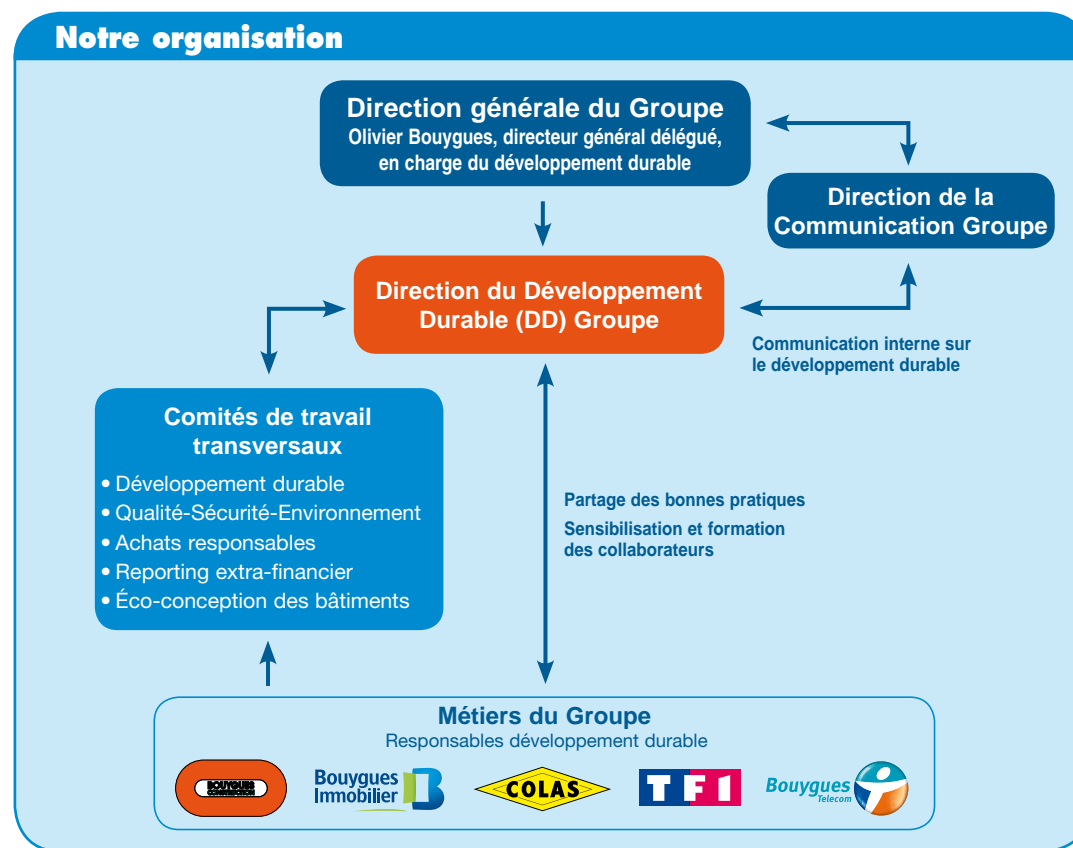 Notre organisation
Direction générale du Groupe
Olivier Bouygues, directeur général délégué,
en charge du développement durable
Direction de la
Communication Groupe
Direction du Développement
Durable (DD) Groupe
Communication interne sur
le développement durable
Comités de travail
transversaux
• Développement durable
• Qualité-Sécurité-Environnement
• Achats responsables
• Reporting extra-financier
• Éco-conception des bâtiments
Partage des bonnes pratiques
Sensibilisation et formation
des collaborateurs
Métiers du Groupe
Responsables développement durable
BOUYGUES
CONSTRUCTION
Bouygues
Immobilier
COLAS
TF1
Bouygues
Telecom